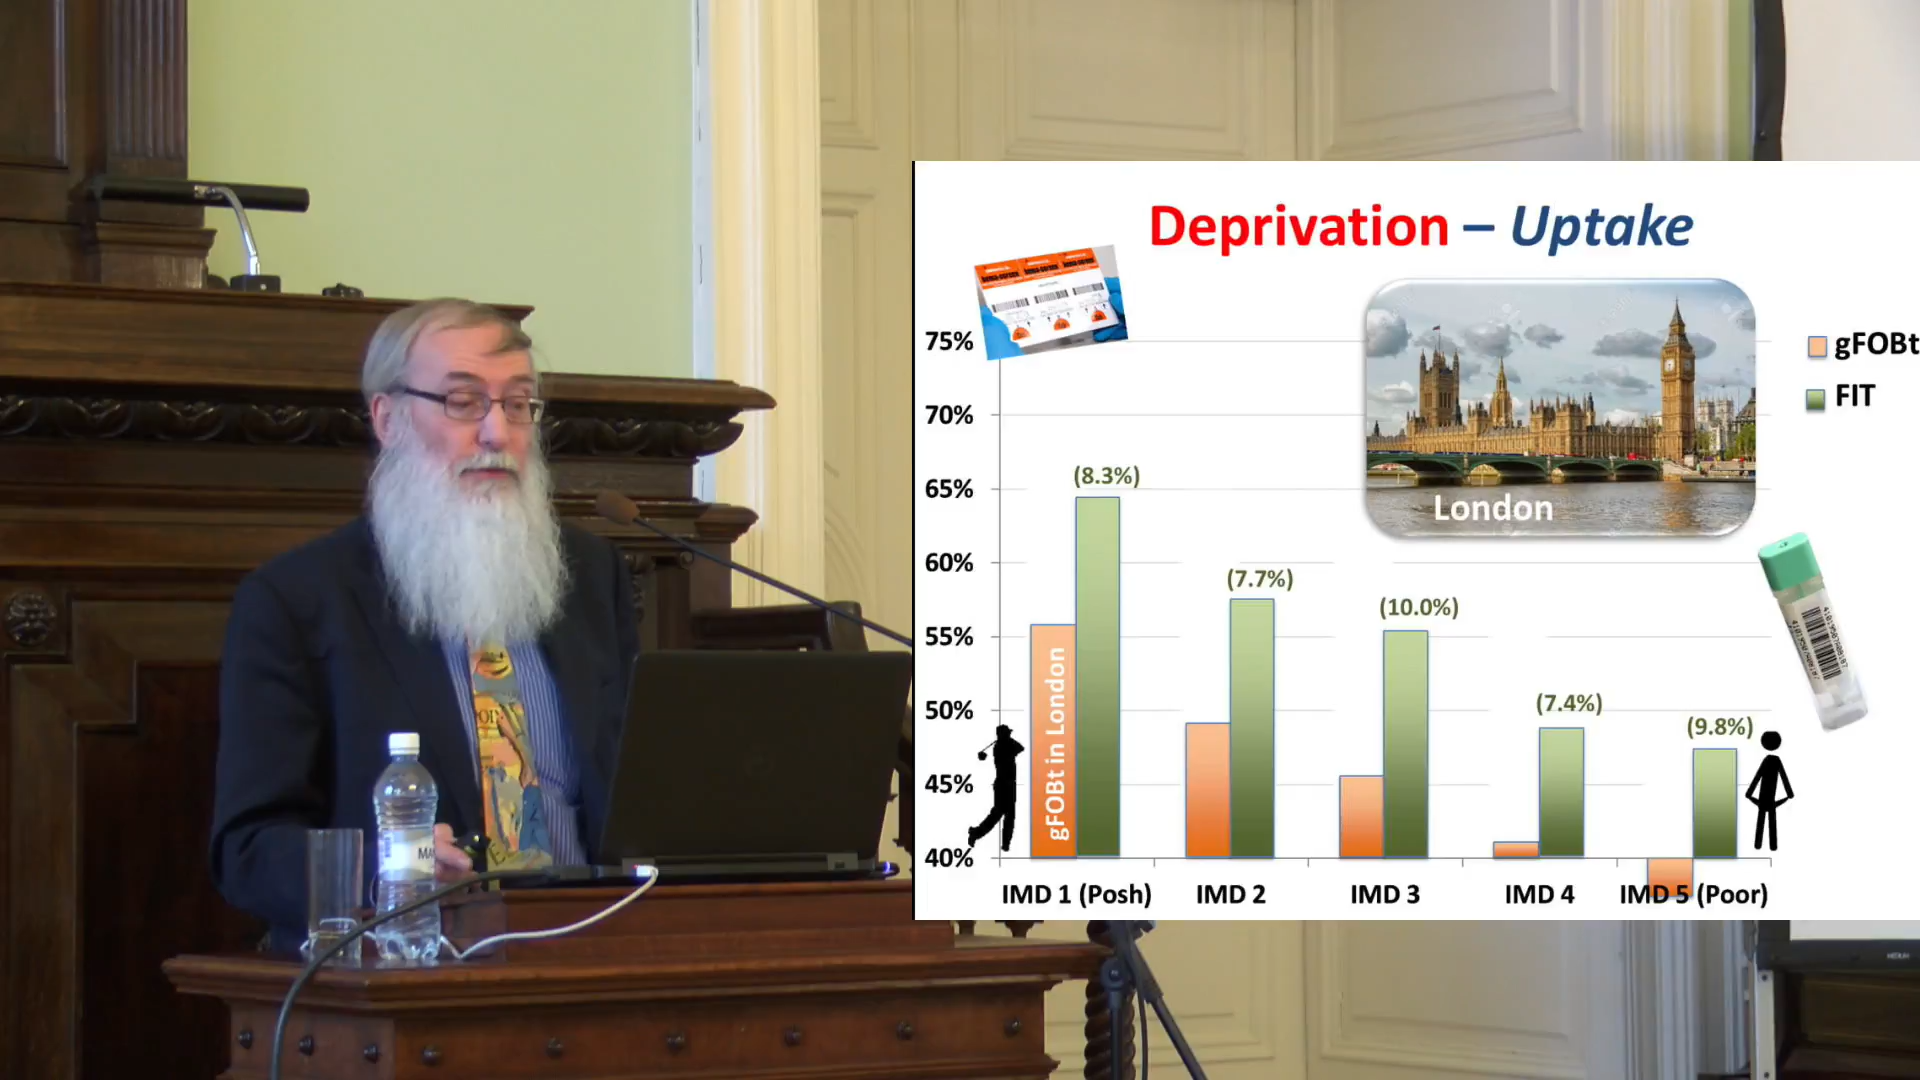 Deprivation – Uptake
75%
70%
65%
60%
55%
50%
45%
40%
gFOBt
FIT
London
(8.3%)
(7.7%)
(10.0%)
(7.4%)
(9.8%)
gFOBt in London
IMD 1 (Posh)
IMD 2
IMD 3
IMD 4
IMD 5 (Poor)
MA